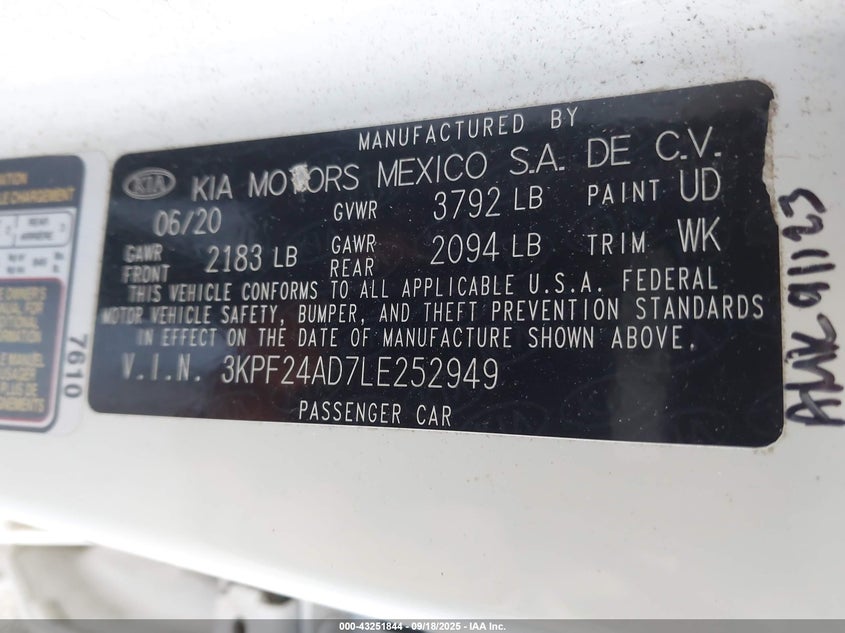 MANUFACTURED BY
KIA KIA MOTORS MEXICO S.A. DE C.V.
06/20 GVWR 3792 LB PAINT UD
GAWR FRONT 2183 LB GAWR REAR 2094 LB TRIM WK
THIS VEHICLE CONFORMS TO ALL APPLICABLE U.S.A. FEDERAL
MOTOR VEHICLE SAFETY, BUMPER, AND THEFT PREVENTION STANDARDS
IN EFFECT ON THE DATE OF MANUFACTURE SHOWN ABOVE.
V.I.N. 3KPF24AD7LE252949
PASSENGER CAR
7610
000-43251844 - 09/18/2025 - IAA Inc.